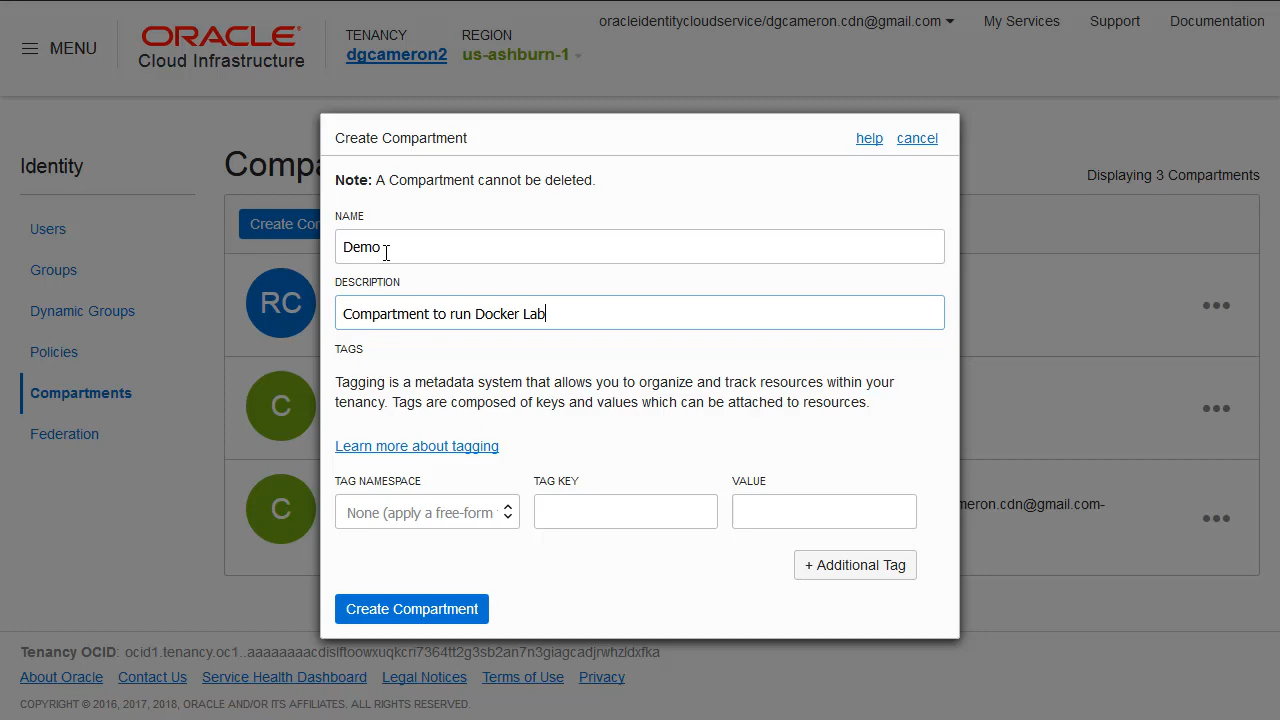 oracleidentitycloudservice/dgcameron.cdn@gmail.com My Services Support Documentation
MENU
ORACLE
Cloud Infrastructure
TENANCY
dgcameron2
REGION
us-ashburn-1
Identity
Users
Groups
Dynamic Groups
Policies
Compartments
Federation
Compa
Displaying 3 Compartments
Create Con
RC
C
C
meron.cdn@gmail.com-
Create Compartment
help cancel
Note: A Compartment cannot be deleted.
NAME
Demo
DESCRIPTION
Compartment to run Docker Lab
TAGS
Tagging is a metadata system that allows you to organize and track resources within your
tenancy. Tags are composed of keys and values which can be attached to resources.
Learn more about tagging
TAG NAMESPACE TAG KEY VALUE
None (apply a free-form
+ Additional Tag
Create Compartment
Tenancy OCID:
About Oracle Contact Us Service Health Dashboard Legal Notices Terms of Use Privacy
COPYRIGHT © 2016, 2017, 2018, ORACLE AND/OR ITS AFFILIATES. ALL RIGHTS RESERVED.